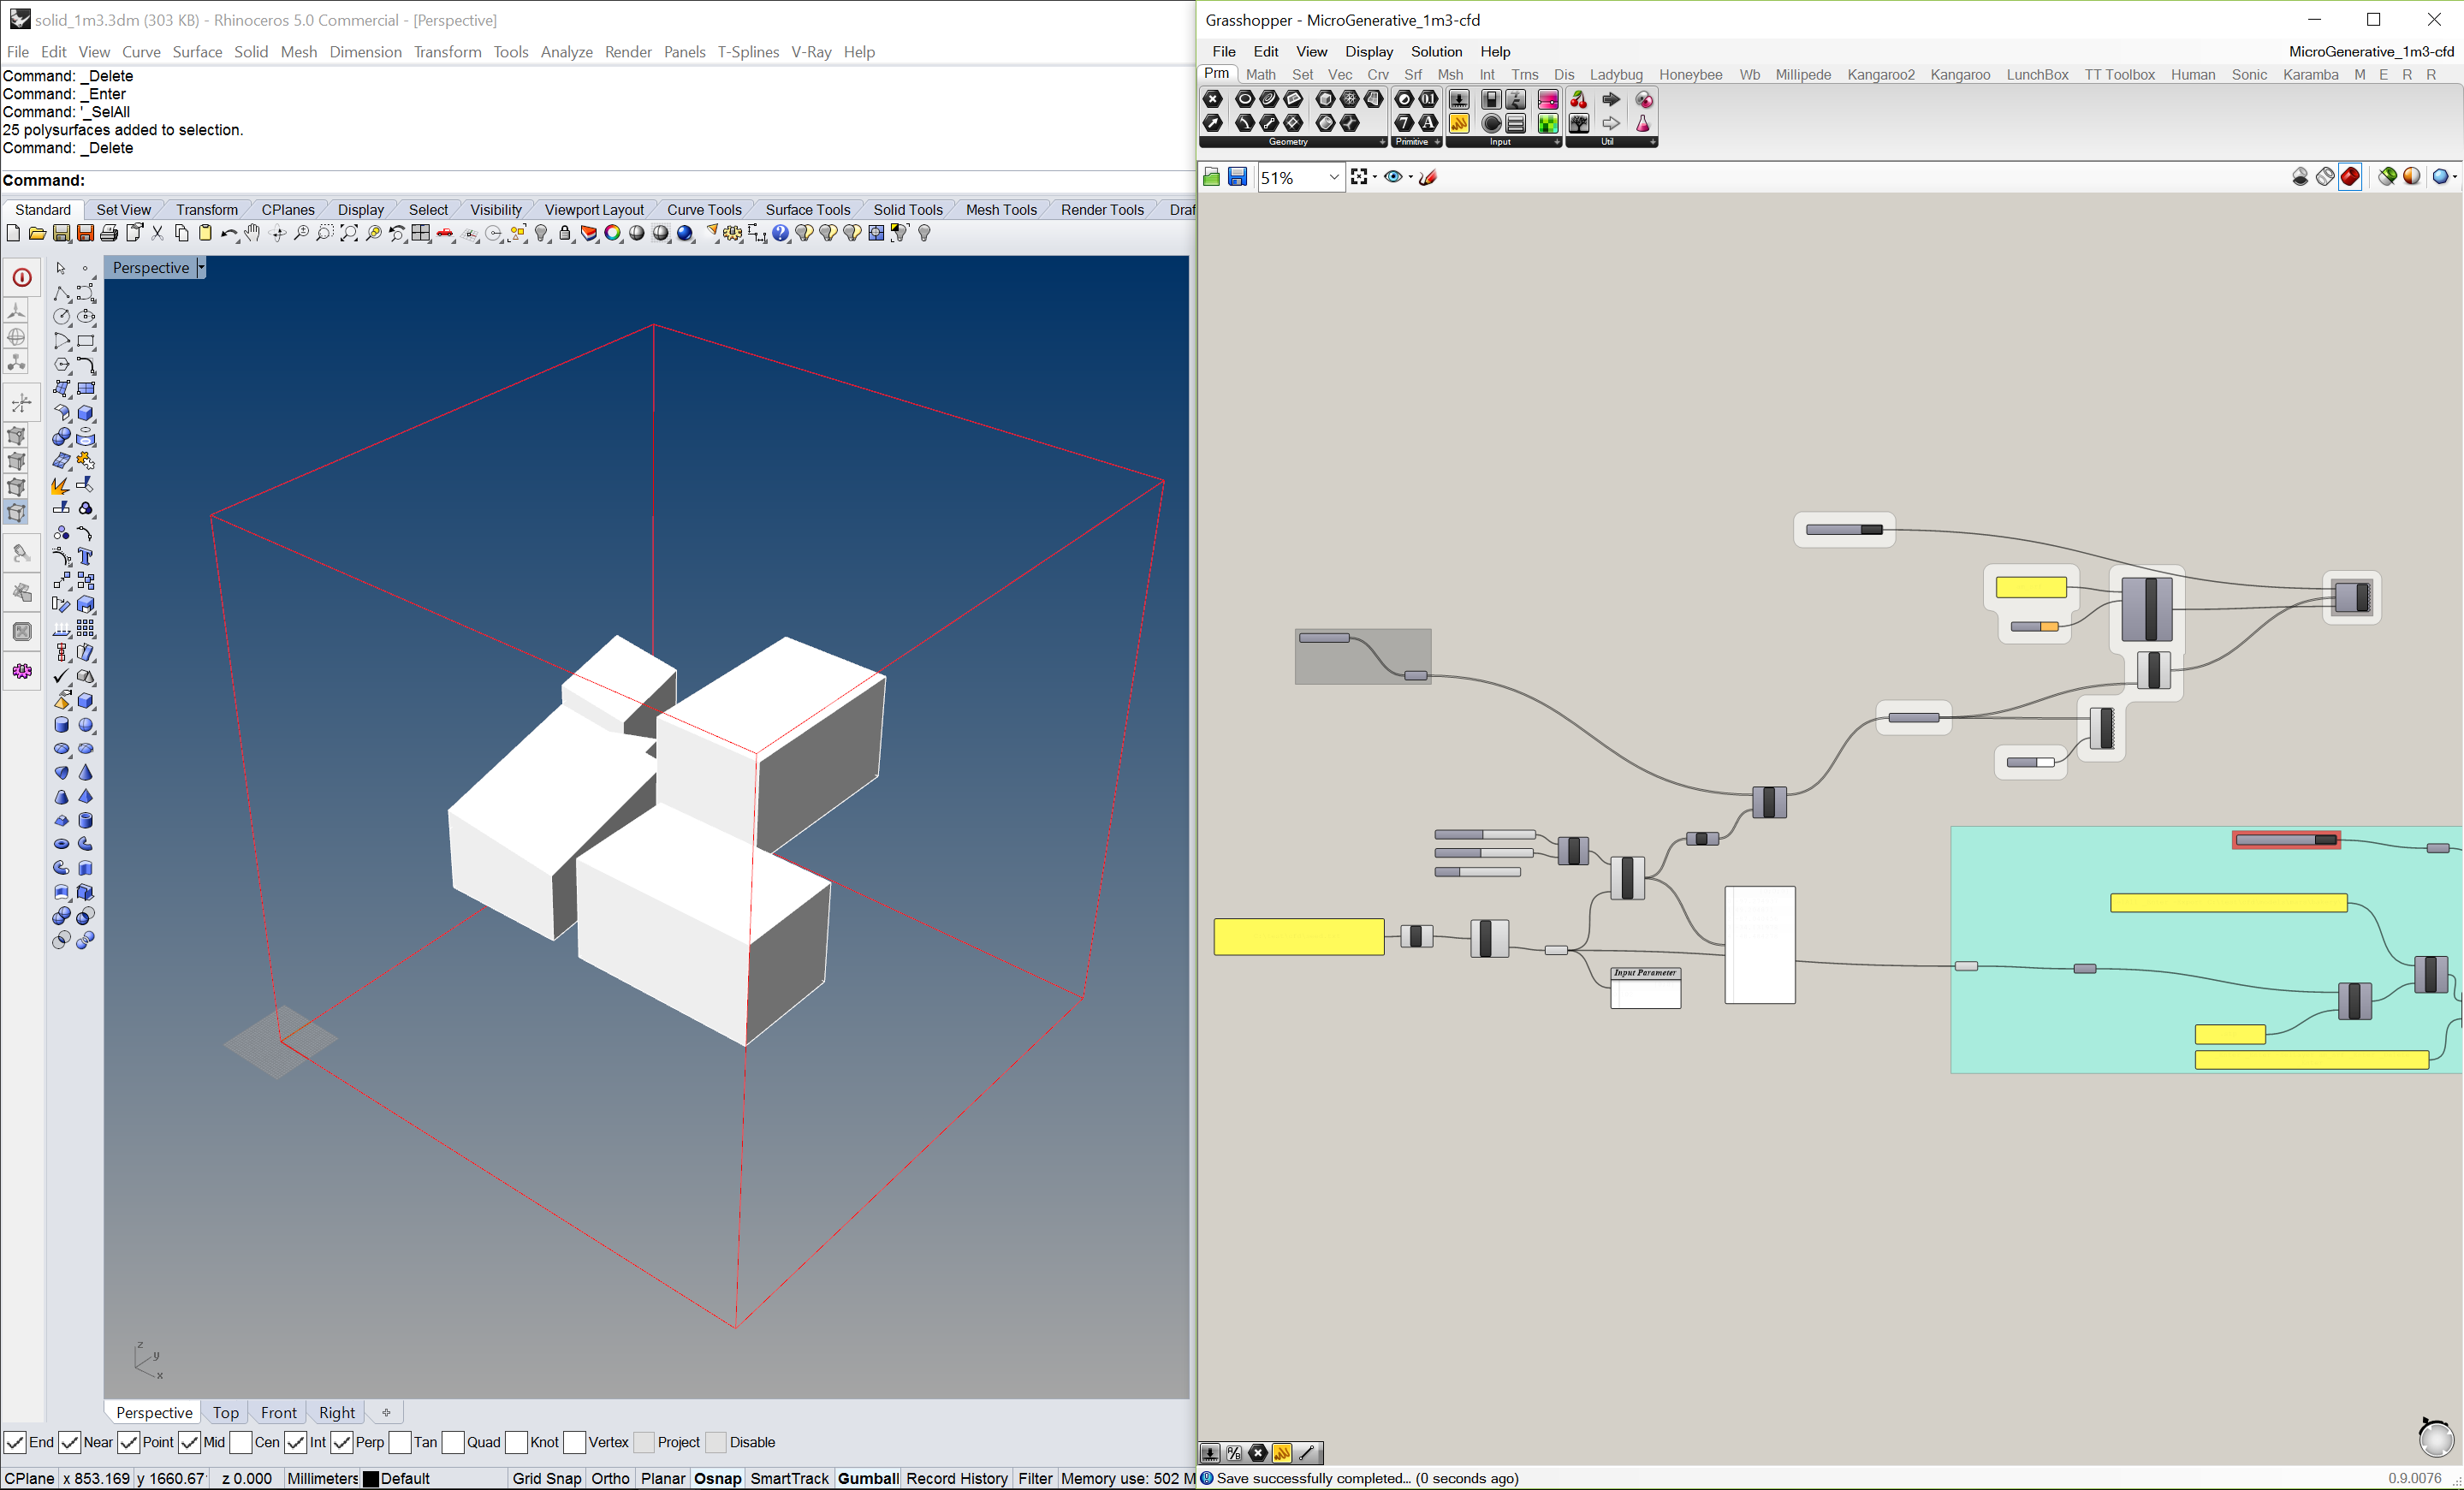 solid_1m3.3dm (303 KB) - Rhinoceros 5.0 Commercial - [Perspective]
File Edit View Curve Surface Solid Mesh Dimension Transform Tools Analyze Render Panels T-Splines V-Ray Help
Command: _Delete
Command: _Enter
Command: '_SelAll
25 polysurfaces added to selection.
Command: _Delete
Command:
Standard Set View Transform CPlanes Display Select Visibility Viewport Layout Curve Tools Surface Tools Solid Tools Mesh Tools Render Tools Draf
Perspective
z
y
x
Perspective Top Front Right
End Near Point Mid Cen Int Perp Tan Quad Knot Vertex Project Disable
CPlane x 853.169 y 1660.67 z 0.000 Millimeters Default Grid Snap Ortho Planar Osnap SmartTrack Gumball Record History Filter Memory use: 502 M
Grasshopper - MicroGenerative_1m3-cfd
File Edit View Display Solution Help MicroGenerative_1m3-cfd
Prm Math Set Vec Crv Srf Msh Int Trns Dis Ladybug Honeybee Wb Millipede Kangaroo2 Kangaroo LunchBox TT Toolbox Human Sonic Karamba M E R R
Geometry Primitive Input Util
51%
Input Parameter
Save successfully completed... (0 seconds ago) 0.9.0076